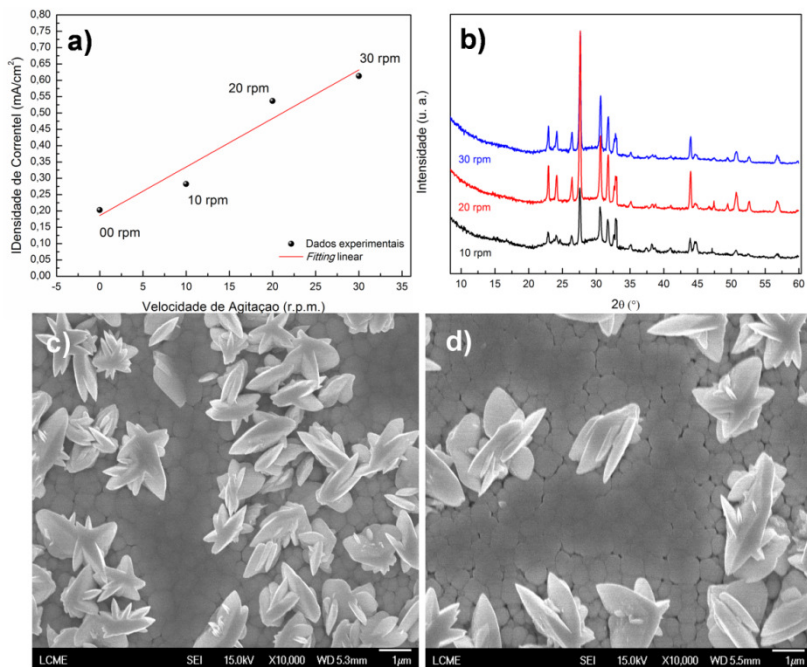 a)
0,80
0,75
0,70
0,65
0,60
0,55
0,50
0,45
0,40
0,35
0,30
0,25
0,20
0,15
0,10
0,05
0,00
IDensidade de CorrenteI (mA/cm²)
30 rpm
20 rpm
10 rpm
00 rpm
Dados experimentais
Fitting linear
-5 0 5 10 15 20 25 30 35
Velocidade de Agitaçao (r.p.m.)
b)
Intensidade (u. a.)
30 rpm
20 rpm
10 rpm
10 15 20 25 30 35 40 45 50 55 60
2θ (°)
c)
LCME SEI 15.0kV X10,000 WD 5.3mm 1µm
d)
LCME SEI 15.0kV X10,000 WD 5.5mm 1µm